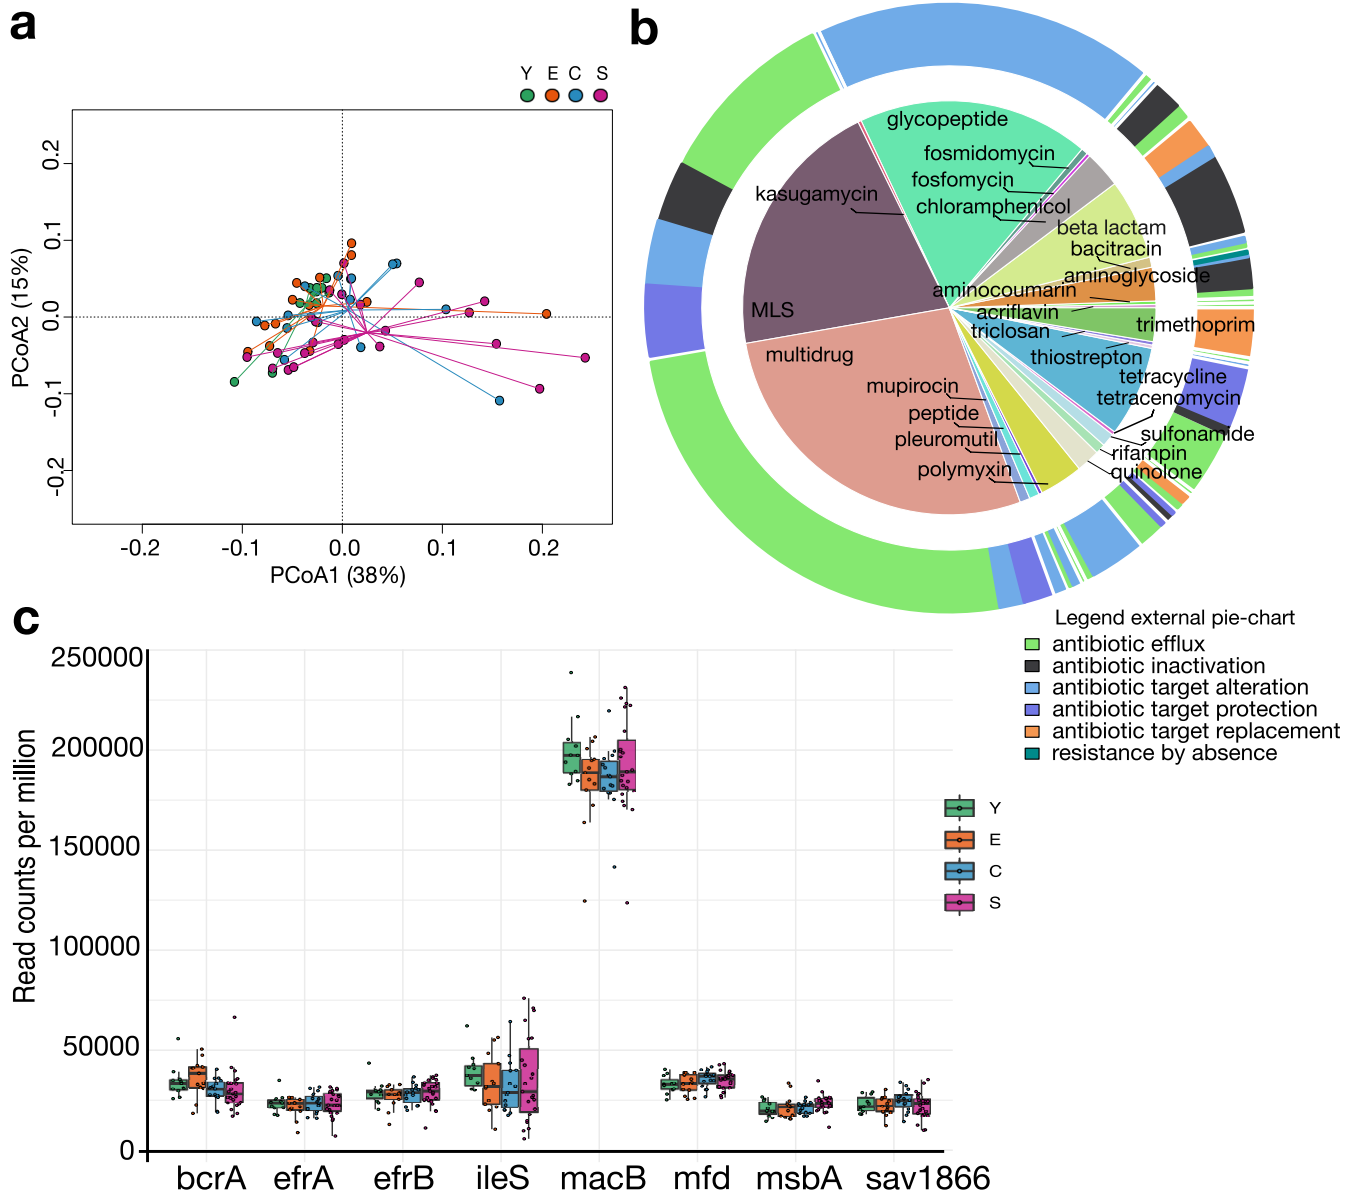 a
Y E C S
0.2
0.1
0.0
-0.1
-0.2
PCoA2 (15%)
-0.2 -0.1 0.0 0.1 0.2
PCoA1 (38%)
b
glycopeptide
fosmidomycin
fosfomycin
kasugamycin
chloramphenicol
beta lactam
bacitracin
aminoglycoside
aminocoumarin
MLS
acriflavin
trimethoprim
triclosan
multidrug
thiostrepton
tetracycline
mupirocin
tetracenomycin
peptide
pleuromutil
sulfonamide
rifampin
polymyxin
quinolone
Legend external pie-chart
antibiotic efflux
antibiotic inactivation
antibiotic target alteration
antibiotic target protection
antibiotic target replacement
resistance by absence
c
250000
200000
150000
100000
50000
0
Read counts per million
Y
E
C
S
bcrA efrA efrB ileS macB mfd msbA sav1866